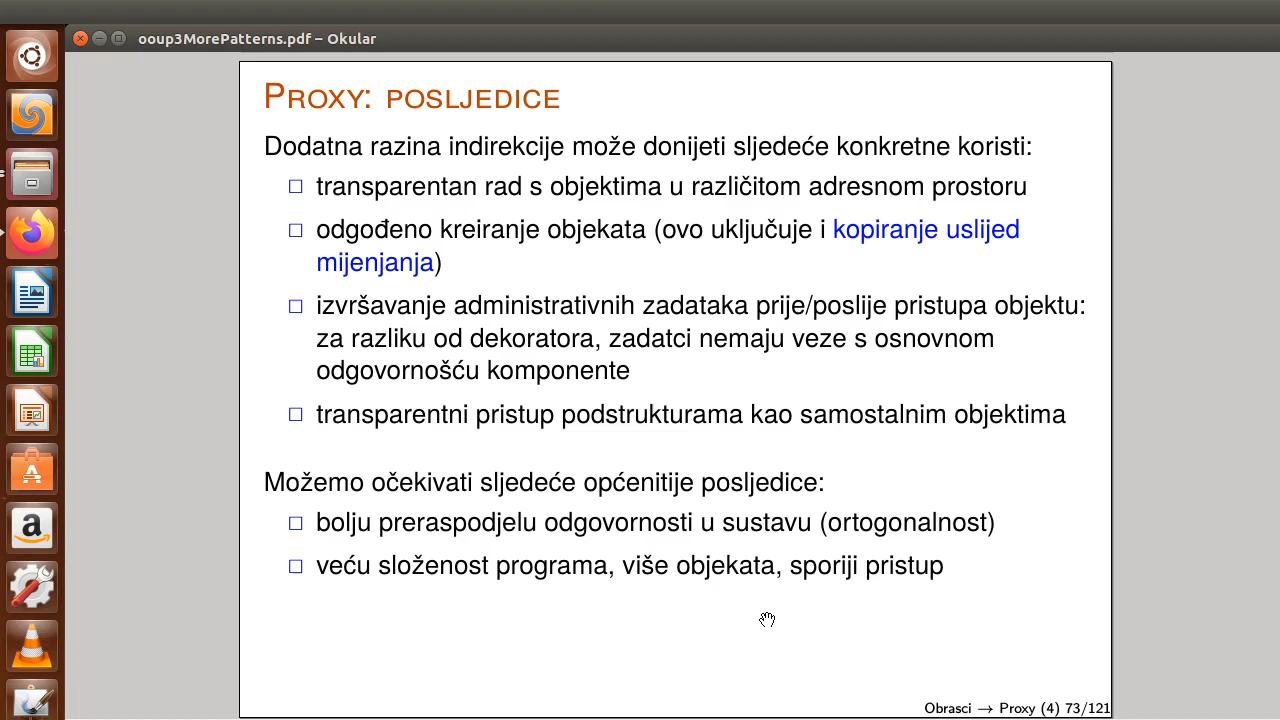 ooup3MorePatterns.pdf – Okular
Proxy: posljedice
Dodatna razina indirekcije može donijeti sljedeće konkretne koristi:
transparentan rad s objektima u različitom adresnom prostoru
odgođeno kreiranje objekata (ovo uključuje i kopiranje uslijed
mijenjanja)
izvršavanje administrativnih zadataka prije/poslije pristupa objektu:
za razliku od dekoratora, zadatci nemaju veze s osnovnom
odgovornošću komponente
transparentni pristup podstrukturama kao samostalnim objektima
Možemo očekivati sljedeće općenitije posljedice:
bolju preraspodjelu odgovornosti u sustavu (ortogonalnost)
veću složenost programa, više objekata, sporiji pristup
Obrasci → Proxy (4) 73/121